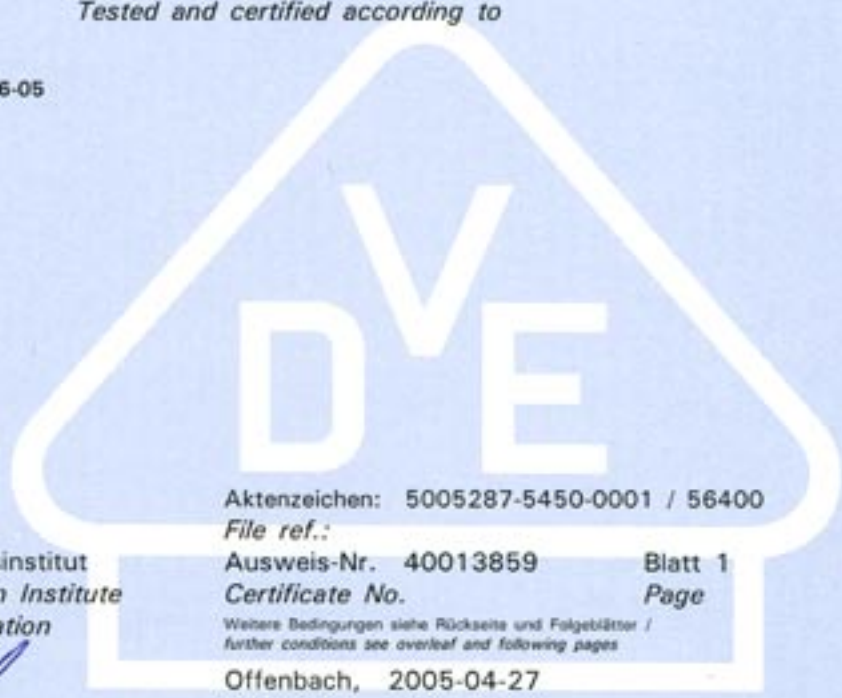 Tested and certified according to
6-05
V
D E
Aktenzeichen: 5005287-5450-0001 / 56400
File ref.:
institut Ausweis-Nr. 40013859 Blatt 1
Institute Certificate No. Page
Weitere Bedingungen siehe Rückseite und Folgeblätter /
further conditions see overleaf and following pages
Offenbach, 2005-04-27